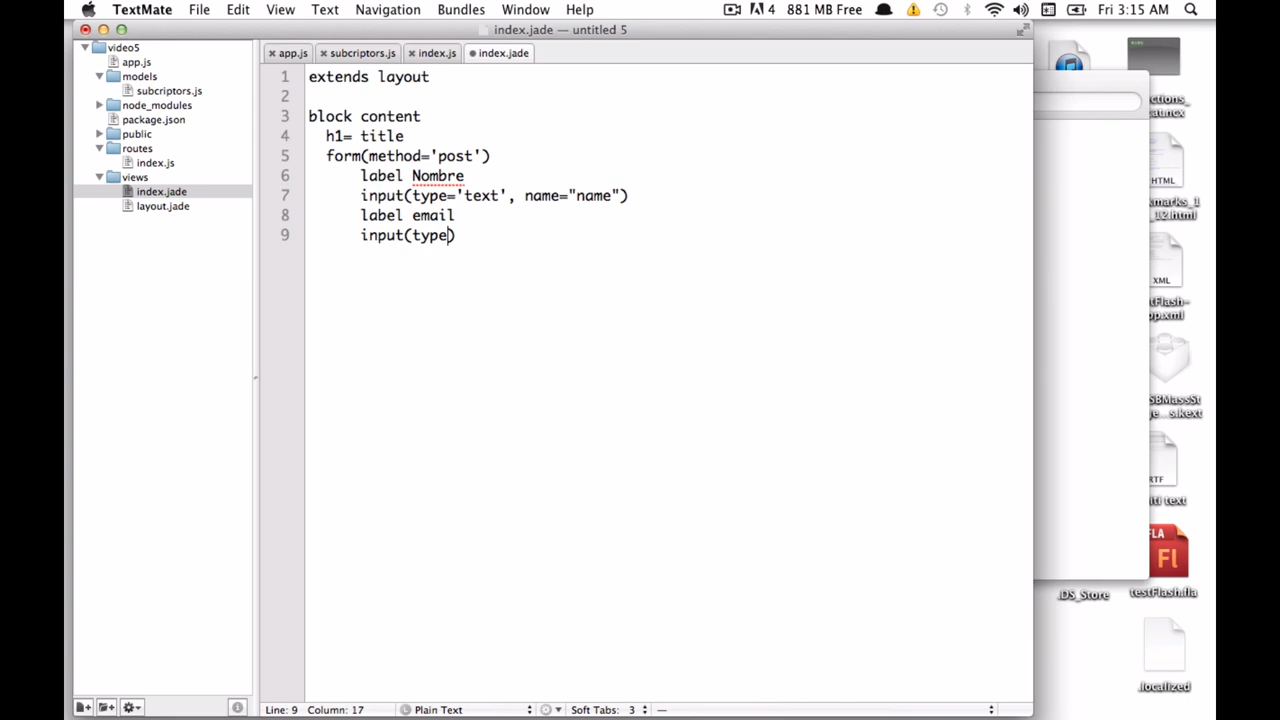 TextMate File Edit View Text Navigation Bundles Window Help 4 881 MB Free Fri 3:15 AM
index.jade — untitled 5
video5
app.js
models
subcriptors.js
node_modules
package.json
public
routes
index.js
views
index.jade
layout.jade
app.js subcriptors.js index.js index.jade
1 extends layout
2
3 block content
4 h1= title
5 form(method='post')
6 label Nombre
7 input(type='text', name="name")
8 label email
9 input(type)
Line: 9 Column: 17 Plain Text Soft Tabs: 3 —
HTML
XML
RTF
FLA
Fl
.DS_Store
testFlash.fla
.localized